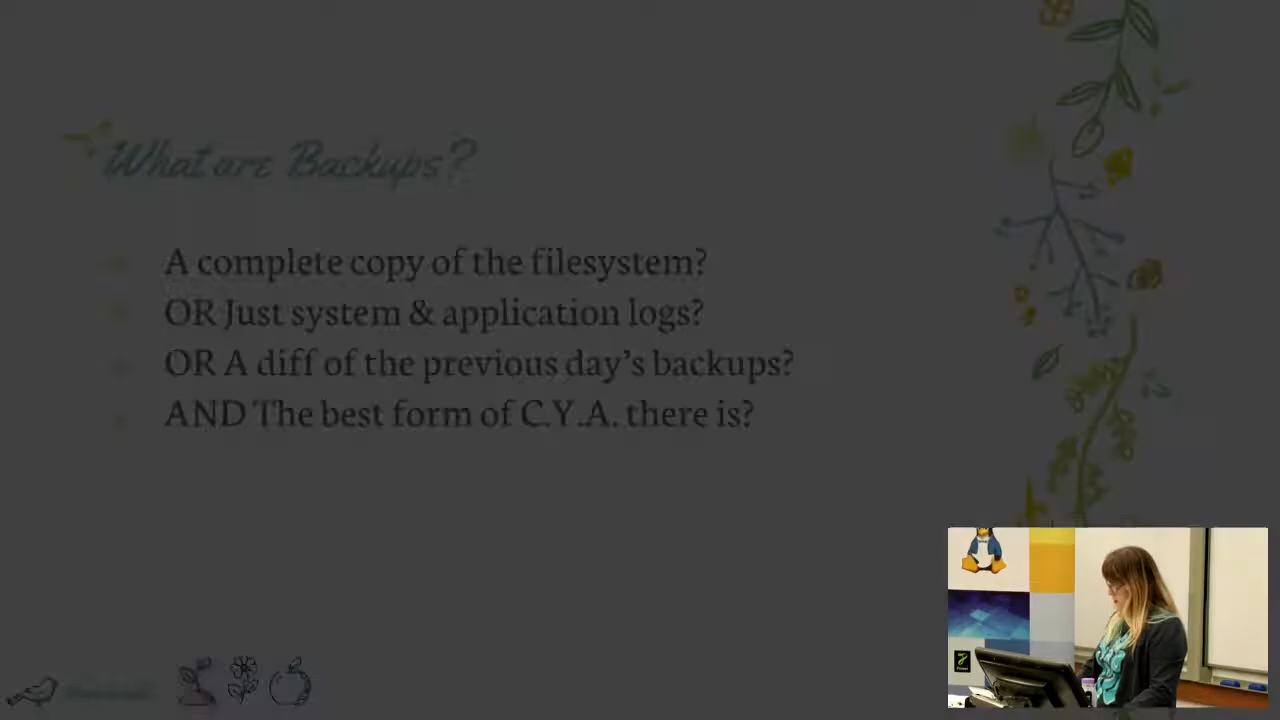 What are Backups?
A complete copy of the filesystem?
OR Just system & application logs?
OR A diff of the previous day's backups?
AND The best form of C.Y.A. there is?